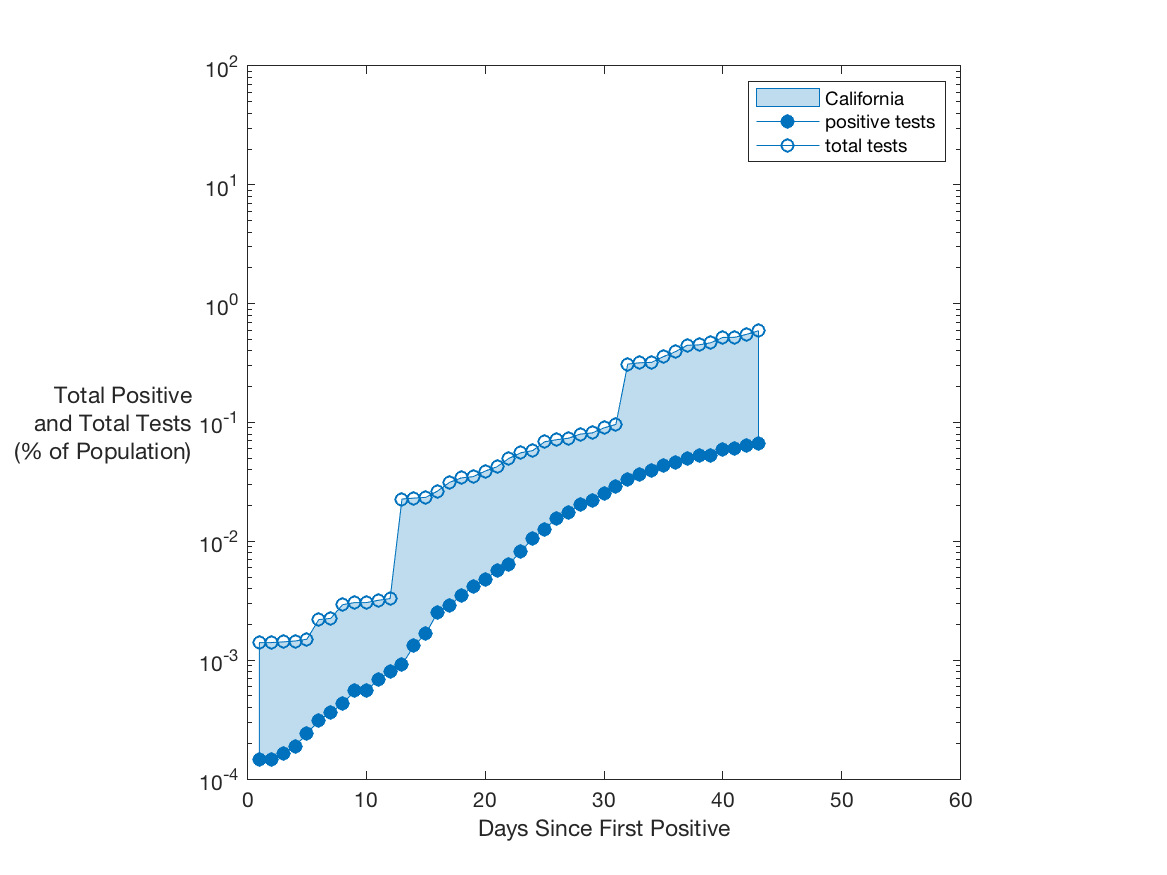 10^2
10^1
10^0
10^-1
10^-2
10^-3
10^-4
Total Positive
and Total Tests
(% of Population)
California
positive tests
total tests
0 10 20 30 40 50 60
Days Since First Positive